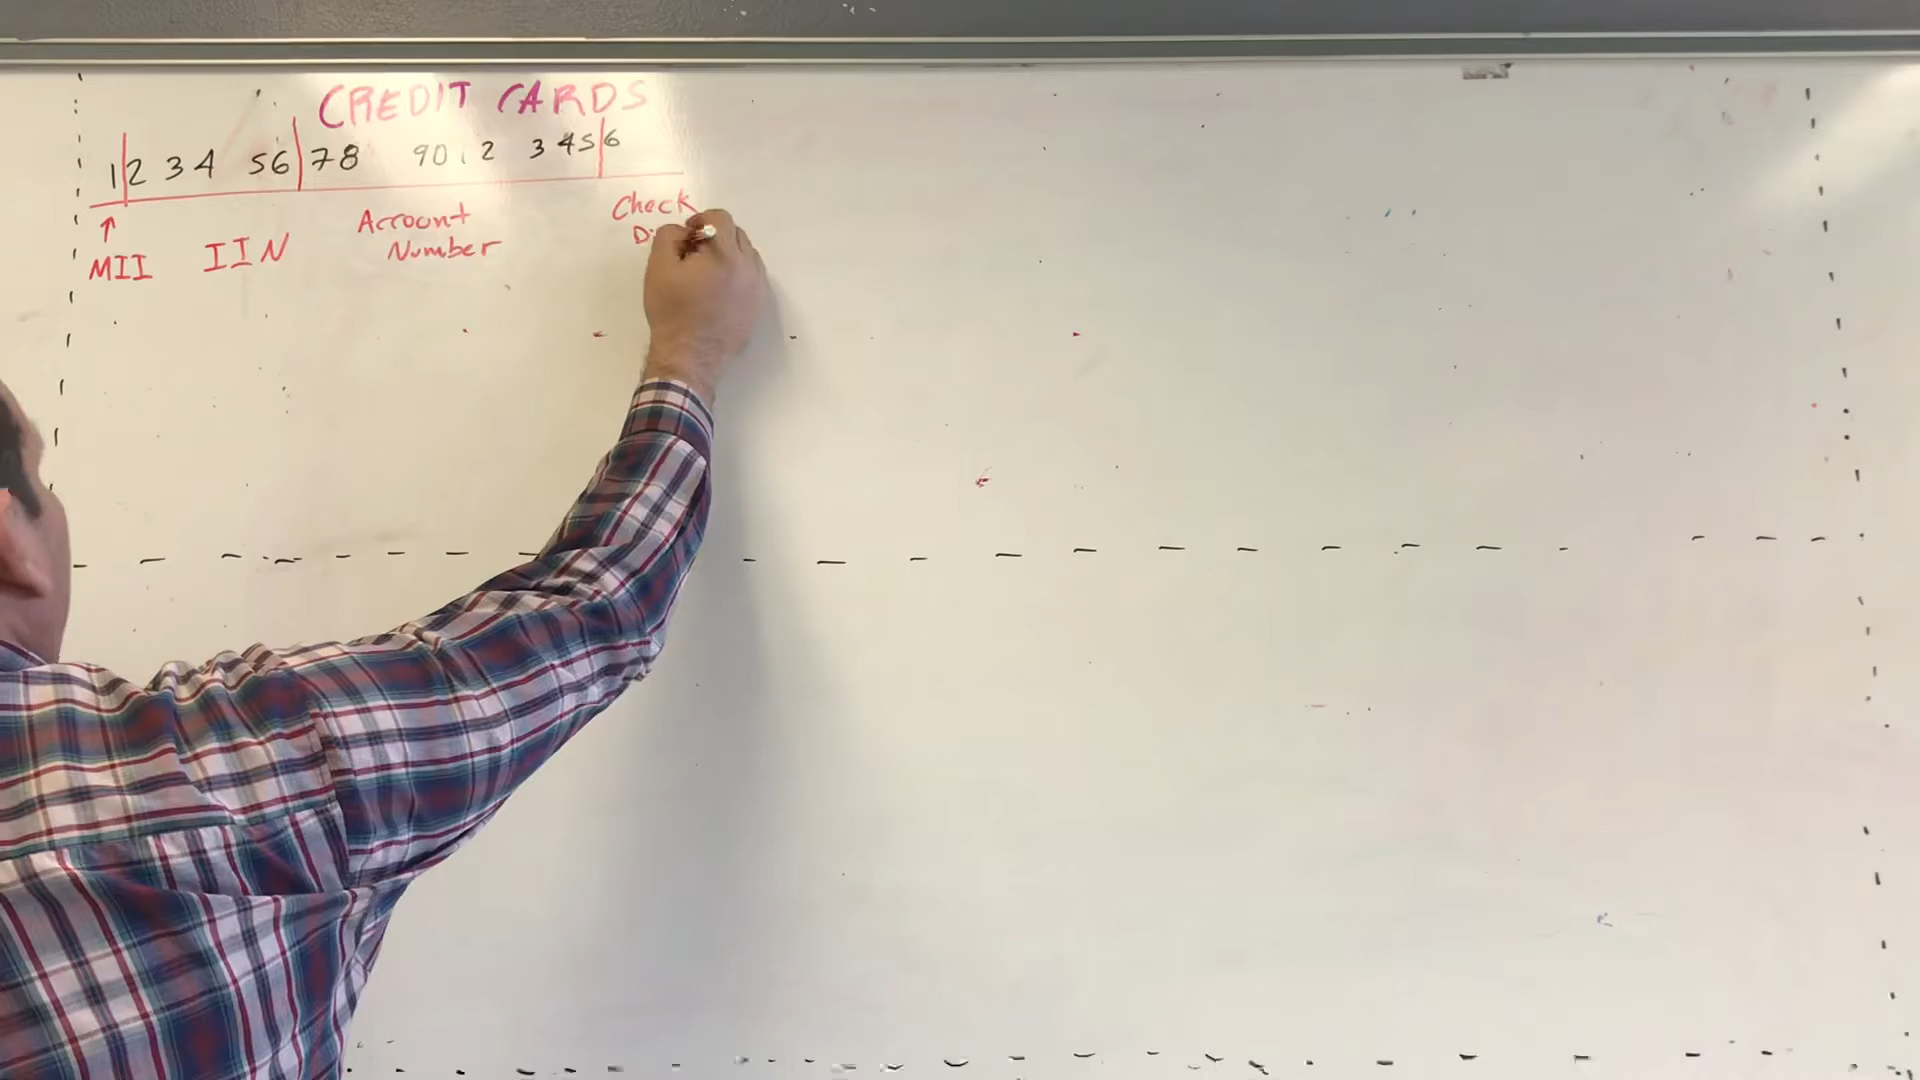 CREDIT CARDS
1 2 3 4 5 6 7 8 9 0 1 2 3 4 5 6
MII IIN Account Number Check